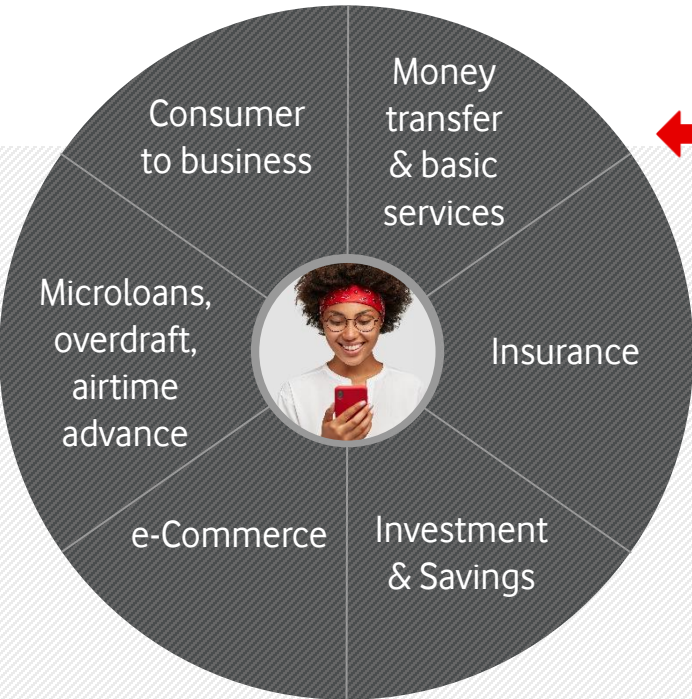 Money
transfer
& basic
services
Insurance
Investment
& Savings
e-Commerce
Microloans,
overdraft,
airtime
advance
Consumer
to business